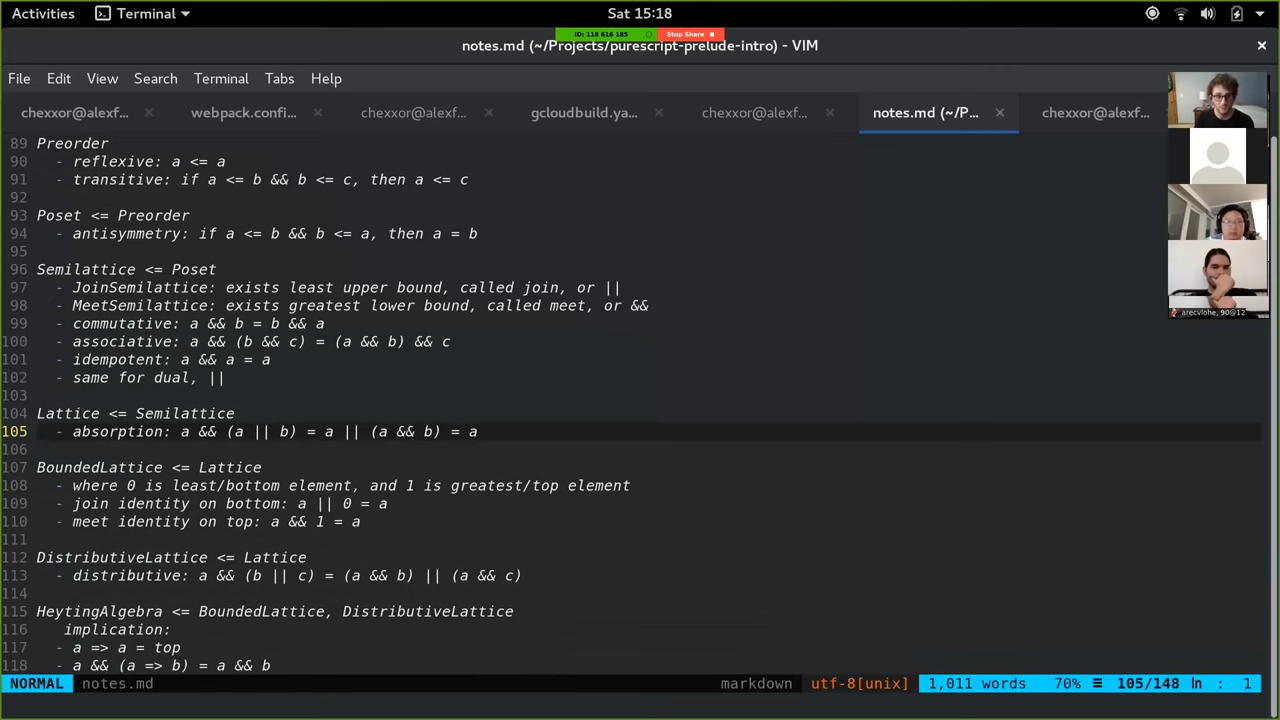 Activities Terminal Sat 15:18
ID: 118 616 185 Stop Share
notes.md (~/Projects/purescript-prelude-intro) - VIM
File Edit View Search Terminal Tabs Help
chexxor@alexf... webpack.confi... chexxor@alexf... gcloudbuild.ya... chexxor@alexf... notes.md (~/P... chexxor@alexf...
89 Preorder
90 - reflexive: a <= a
91 - transitive: if a <= b && b <= c, then a <= c
92
93 Poset <= Preorder
94 - antisymmetry: if a <= b && b <= a, then a = b
95
96 Semilattice <= Poset
97 - JoinSemilattice: exists least upper bound, called join, or ||
98 - MeetSemilattice: exists greatest lower bound, called meet, or &&
99 - commutative: a && b = b && a
100 - associative: a && (b && c) = (a && b) && c
101 - idempotent: a && a = a
102 - same for dual, ||
103
104 Lattice <= Semilattice
105 - absorption: a && (a || b) = a || (a && b) = a
106
107 BoundedLattice <= Lattice
108 - where 0 is least/bottom element, and 1 is greatest/top element
109 - join identity on bottom: a || 0 = a
110 - meet identity on top: a && 1 = a
111
112 DistributiveLattice <= Lattice
113 - distributive: a && (b || c) = (a && b) || (a && c)
114
115 HeytingAlgebra <= BoundedLattice, DistributiveLattice
116 implication:
117 - a => a = top
118 - a && (a => b) = a && b
NORMAL notes.md markdown utf-8[unix] 1,011 words 70% ☰ 105/148 ln : 1
arecvlohe, 90@12